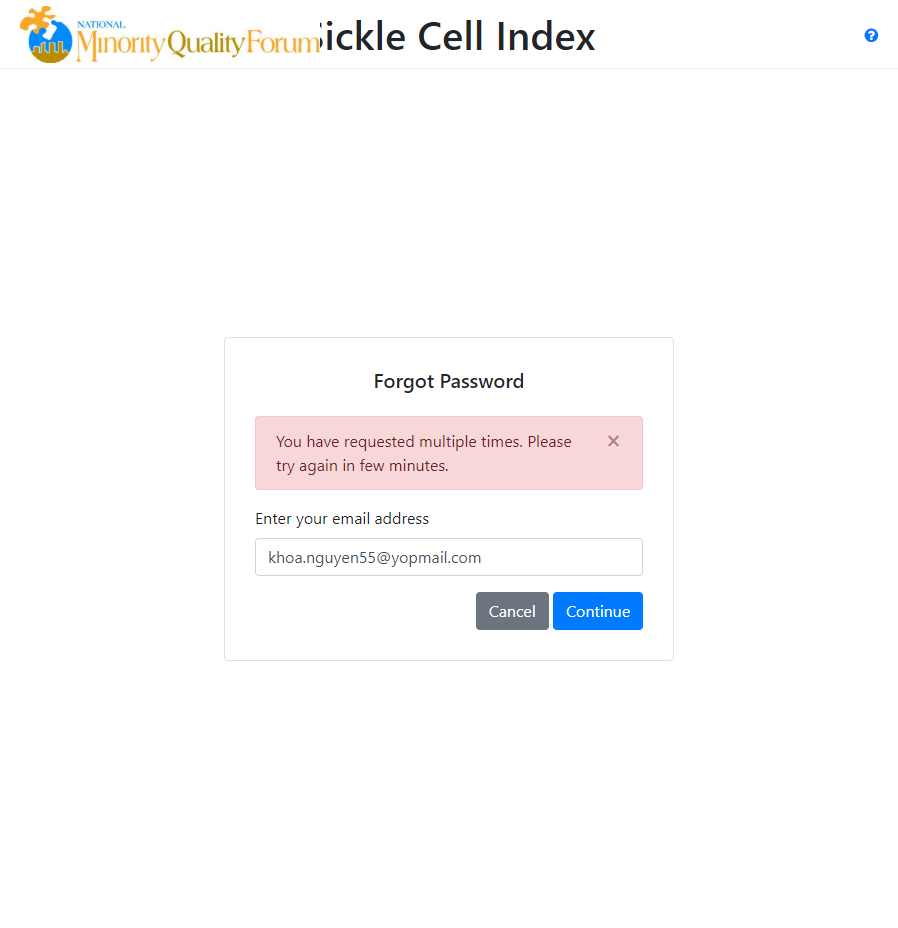 NATIONAL
Minority Quality Forum
ickle Cell Index
Forgot Password
You have requested multiple times. Please
try again in few minutes.
Enter your email address
khoa.nguyen55@yopmail.com
Cancel
Continue